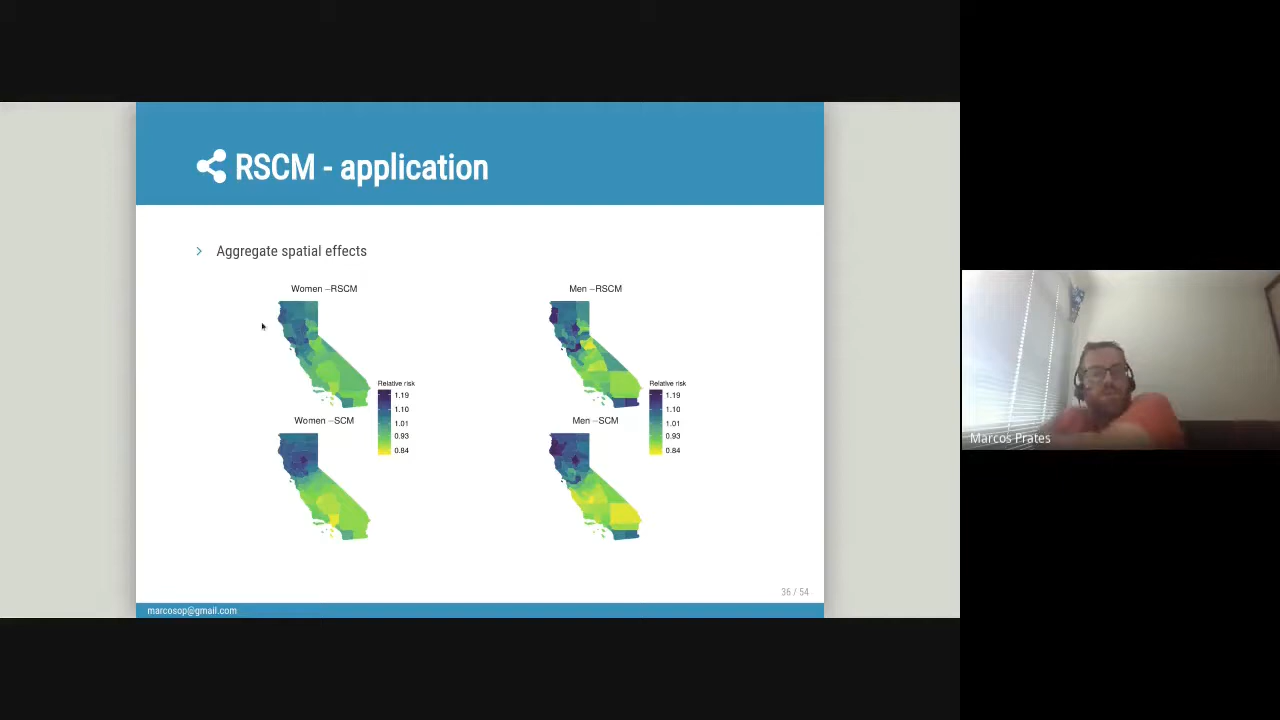 RSCM - application
Aggregate spatial effects
Women –RSCM
Men –RSCM
Relative risk
1.19
1.10
1.01
0.93
0.84
Relative risk
1.19
1.10
1.01
0.93
0.84
Women –SCM
Men –SCM
36 / 54
marcosop@gmail.com
Marcos Prates